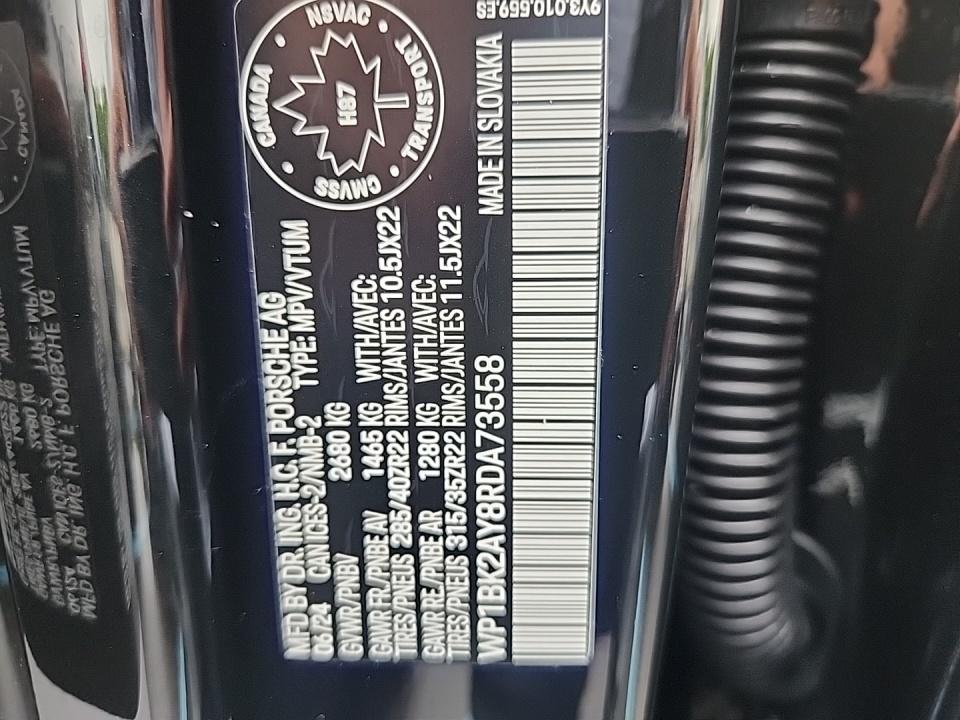 MFD BY DR. ING. H.C. F. PORSCHE AG
06/24 CAN ICES-2/NMB-2 TYPE: MPV/VTUM
GVWR/PNBV 2680 KG
GAWR FR./PNBE AV 1465 KG WITH/AVEC:
TIRES/PNEUS 285/40ZR22 RIMS/JANTES 10.5JX22
GAWR RE./PNBE AR 1280 KG WITH/AVEC:
TIRES/PNEUS 315/35ZR22 RIMS/JANTES 11.5JX22
WP1BK2AY8RDA73558 MADE IN SLOVAKIA
9Y3.010.559.ES
CANADA NSVAC
H87
CMVSS TRANSPORT